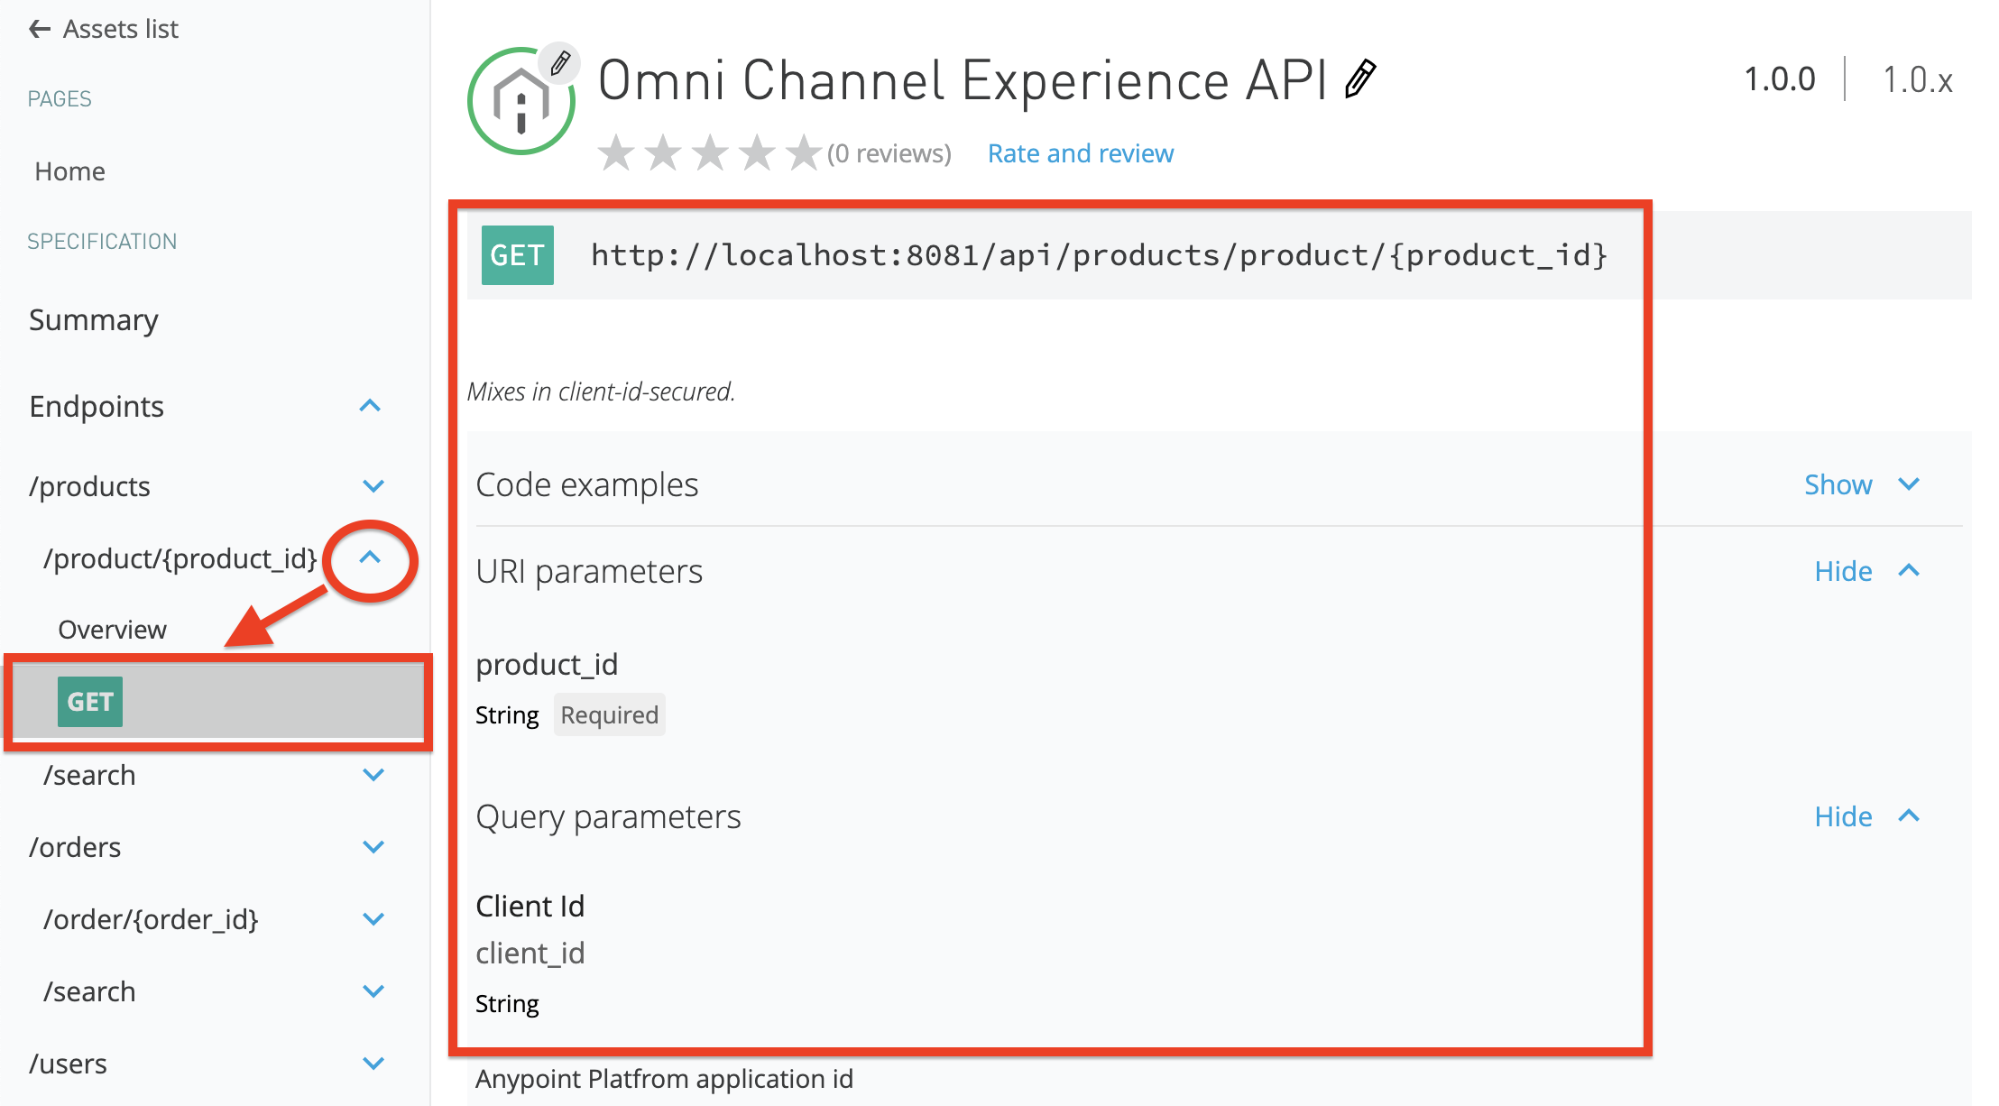 Assets list
PAGES
Home
SPECIFICATION
Summary
Endpoints
/products
/product/{product_id}
Overview
GET
/search
/orders
/order/{order_id}
/search
/users
Omni Channel Experience API
1.0.0
1.0.x
(0 reviews)
Rate and review
GET http://localhost:8081/api/products/product/{product_id}
Mixes in client-id-secured.
Code examples
Show
URI parameters
Hide
product_id
String Required
Query parameters
Hide
Client Id
client_id
String
Anypoint Platfrom application id